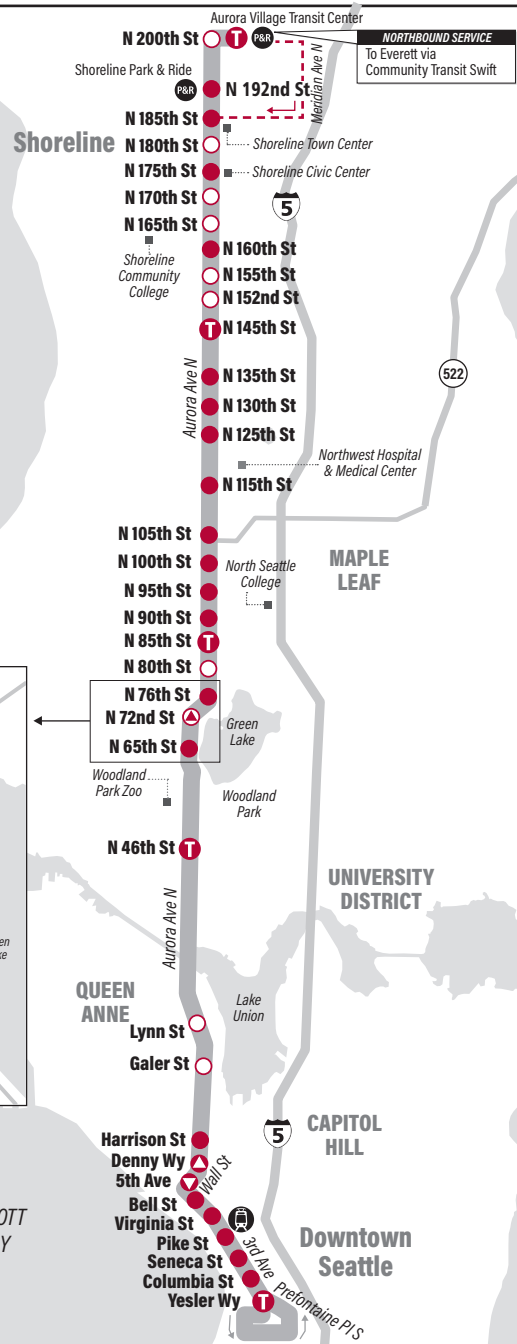 Aurora Village Transit Center
N 200th St
T
P&R
NORTHBOUND SERVICE
To Everett via
Community Transit Swift
Shoreline Park & Ride
P&R
N 192nd St
Meridian Ave N
N 185th St
Shoreline
N 180th St
Shoreline Town Center
N 175th St
Shoreline Civic Center
N 170th St
5
N 165th St
N 160th St
Shoreline
Community
College
N 155th St
N 152nd St
T
N 145th St
Aurora Ave N
N 135th St
522
N 130th St
N 125th St
Northwest Hospital
& Medical Center
N 115th St
N 105th St
MAPLE
LEAF
N 100th St
North Seattle
College
N 95th St
N 90th St
N 85th St
T
N 80th St
N 76th St
N 72nd St
Green
Lake
N 65th St
Woodland
Park Zoo
Woodland
Park
N 46th St
T
UNIVERSITY
DISTRICT
Aurora Ave N
QUEEN
ANNE
Lake
Union
Lynn St
Galer St
5
CAPITOL
HILL
Harrison St
Denny Wy
5th Ave
Wall St
Bell St
Virginia St
OTT
Y
Pike St
3rd Ave
Downtown
Seattle
Seneca St
Columbia St
Yesler Wy
T
Prefontaine Pl S